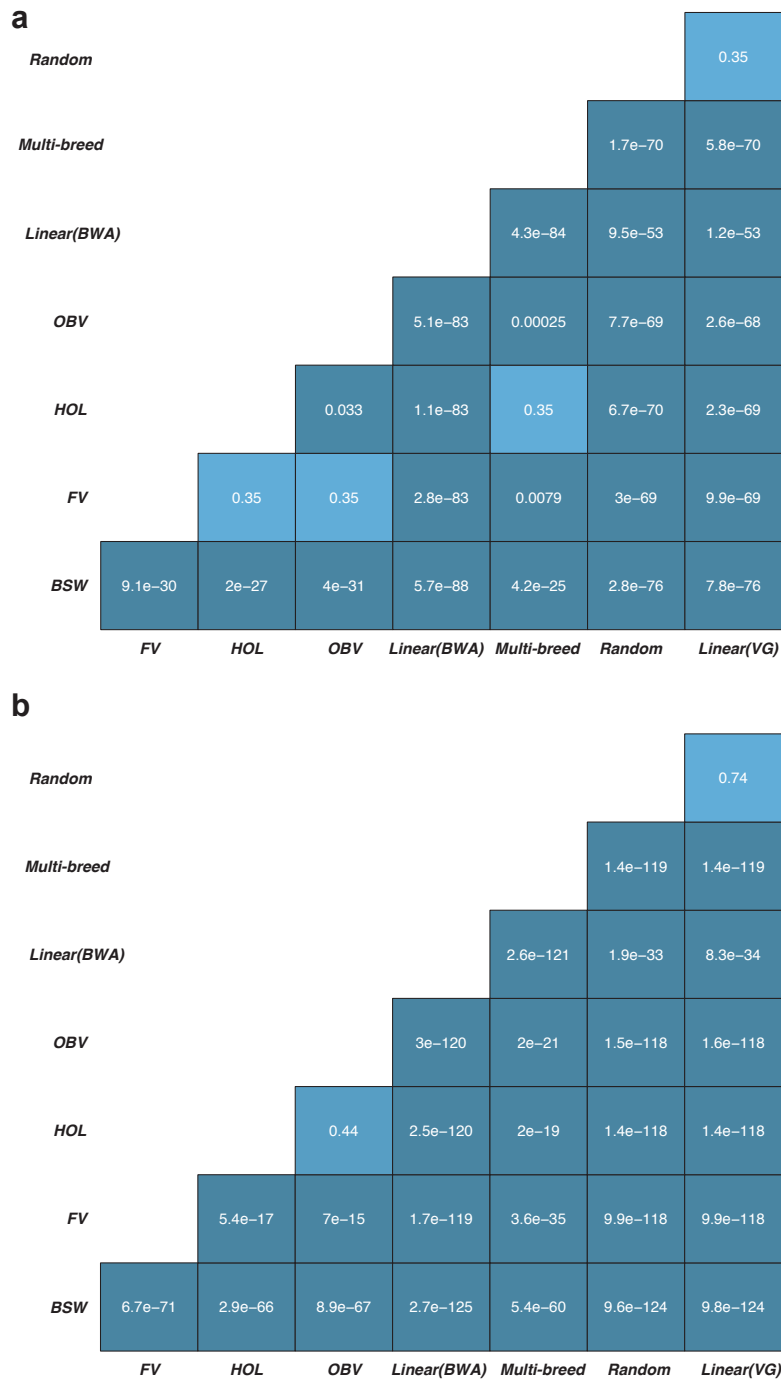 a
Random 0.35
Multi-breed 1.7e−70 5.8e−70
Linear(BWA) 4.3e−84 9.5e−53 1.2e−53
OBV 5.1e−83 0.00025 7.7e−69 2.6e−68
HOL 0.033 1.1e−83 0.35 6.7e−70 2.3e−69
FV 0.35 0.35 2.8e−83 0.0079 3e−69 9.9e−69
BSW 9.1e−30 2e−27 4e−31 5.7e−88 4.2e−25 2.8e−76 7.8e−76
FV HOL OBV Linear(BWA) Multi-breed Random Linear(VG)
b
Random 0.74
Multi-breed 1.4e−119 1.4e−119
Linear(BWA) 2.6e−121 1.9e−33 8.3e−34
OBV 3e−120 2e−21 1.5e−118 1.6e−118
HOL 0.44 2.5e−120 2e−19 1.4e−118 1.4e−118
FV 5.4e−17 7e−15 1.7e−119 3.6e−35 9.9e−118 9.9e−118
BSW 6.7e−71 2.9e−66 8.9e−67 2.7e−125 5.4e−60 9.6e−124 9.8e−124
FV HOL OBV Linear(BWA) Multi-breed Random Linear(VG)